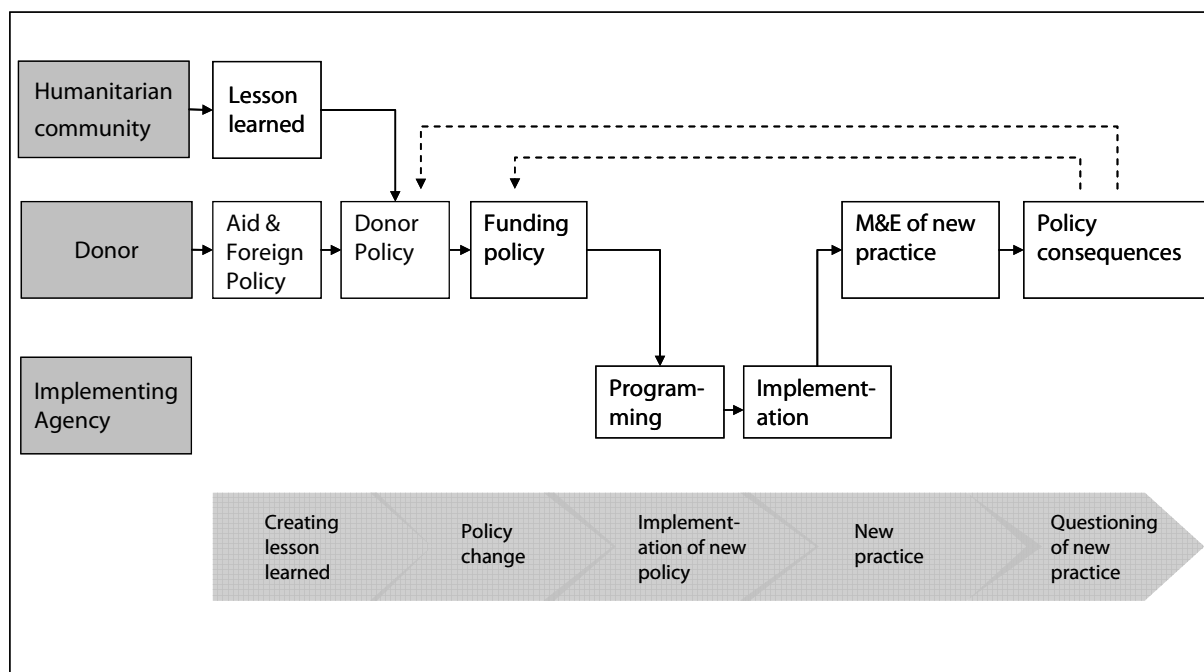 Humanitarian
community
Lesson
learned
Donor
Aid &
Foreign
Policy
Donor
Policy
Funding
policy
M&E of new
practice
Policy
consequences
Implementing
Agency
Program-
ming
Implement-
ation
Creating
lesson
learned
Policy
change
Implement-
ation of new
policy
New
practice
Questioning
of new
practice